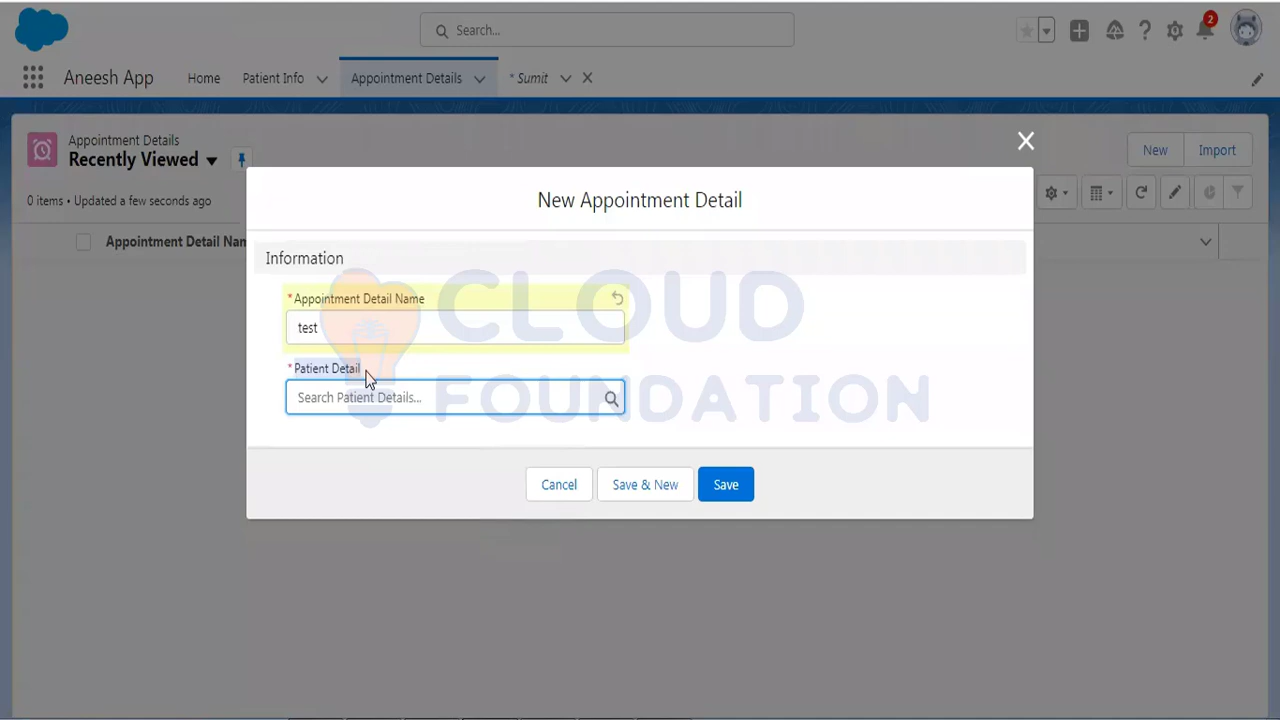 Search...
2
Aneesh App
Home
Patient Info
Appointment Details
* Sumit
Appointment Details
Recently Viewed
New
Import
0 items • Updated a few seconds ago
Appointment Detail Nam
New Appointment Detail
Information
*Appointment Detail Name
test
*Patient Detail
Search Patient Details...
CLOUD
FOUNDATION
Cancel
Save & New
Save